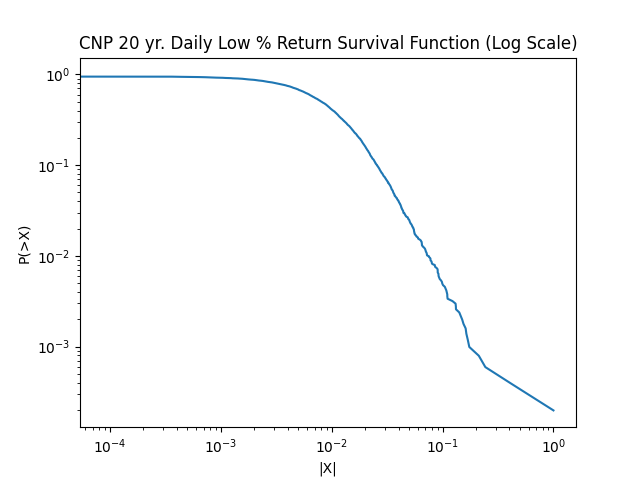 CNP 20 yr. Daily Low % Return Survival Function (Log Scale)
10⁰
10⁻¹
10⁻²
10⁻³
P(>X)
10⁻⁴ 10⁻³ 10⁻² 10⁻¹ 10⁰
|X|